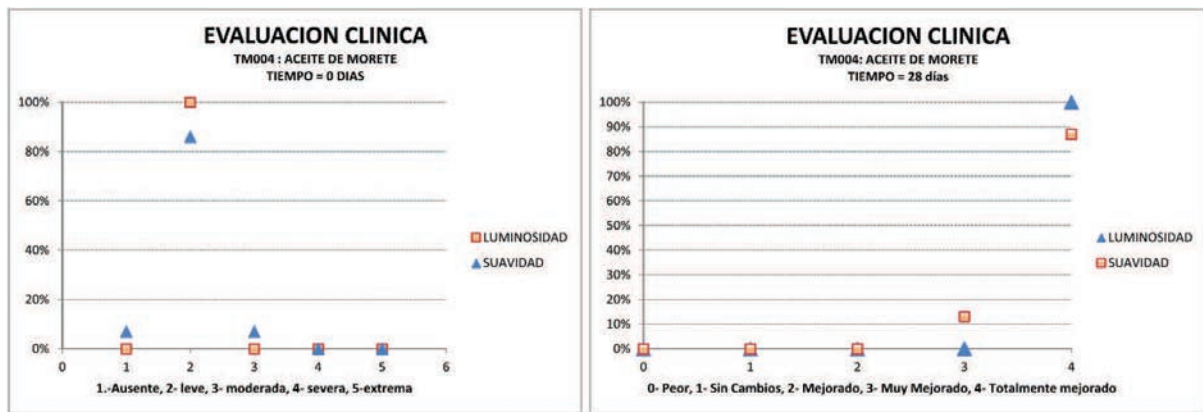 EVALUACION CLINICA
TM004 : ACEITE DE MORETE
TIEMPO = 0 DIAS
100%
80%
60%
40%
20%
0%
0 1 2 3 4 5 6
LUMINOSIDAD
SUAVIDAD
1.-Ausente, 2- leve, 3- moderada, 4- severa, 5-extrema
EVALUACION CLINICA
TM004: ACEITE DE MORETE
TIEMPO = 28 días
100%
90%
80%
70%
60%
50%
40%
30%
20%
10%
0%
0 1 2 3 4
LUMINOSIDAD
SUAVIDAD
0- Peor, 1- Sin Cambios, 2- Mejorado, 3- Muy Mejorado, 4- Totalmente mejorado